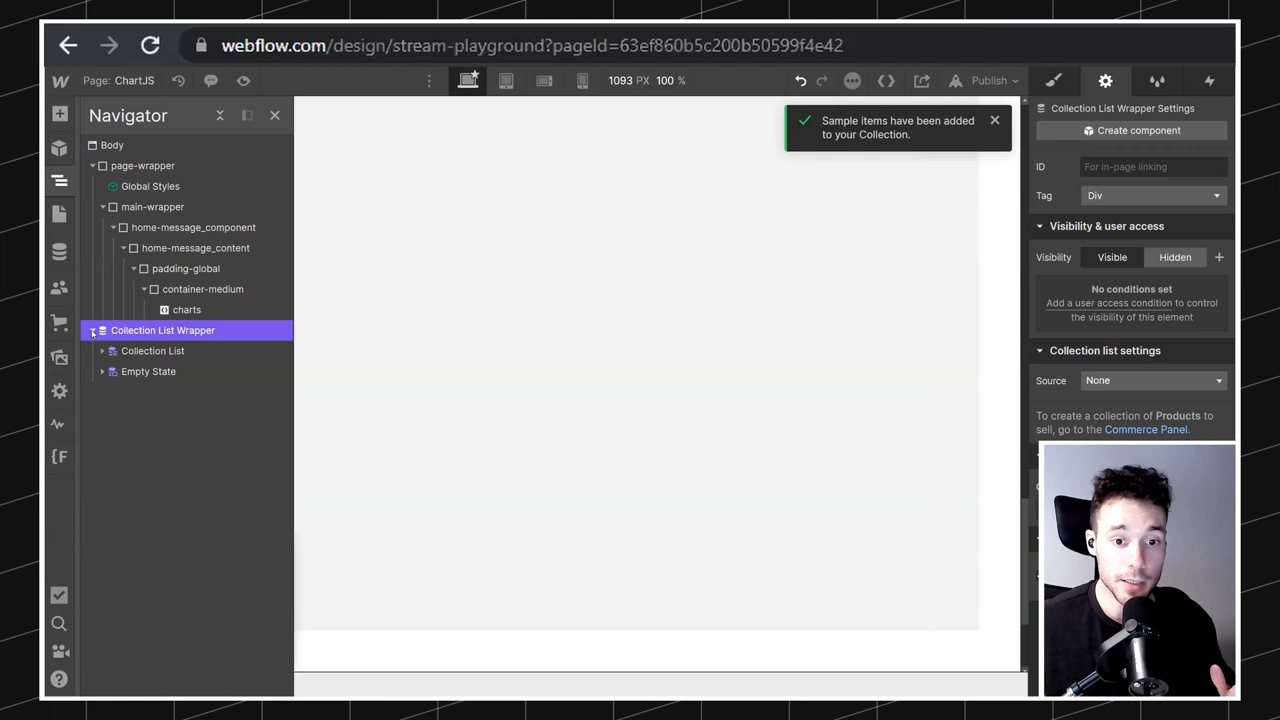 webflow.com/design/stream-playground?pageId=63ef860b5c200b50599f4e42
Page: ChartJS
1093 PX 100 %
Publish
Navigator
Body
page-wrapper
Global Styles
main-wrapper
home-message_component
home-message_content
padding-global
container-medium
charts
Collection List Wrapper
Collection List
Empty State
Sample items have been added
to your Collection.
Collection List Wrapper Settings
Create component
ID
For in-page linking
Tag
Div
Visibility & user access
Visibility
Visible
Hidden
No conditions set
Add a user access condition to control
the visibility of this element
Collection list settings
Source
None
To create a collection of Products to
sell, go to the Commerce Panel.